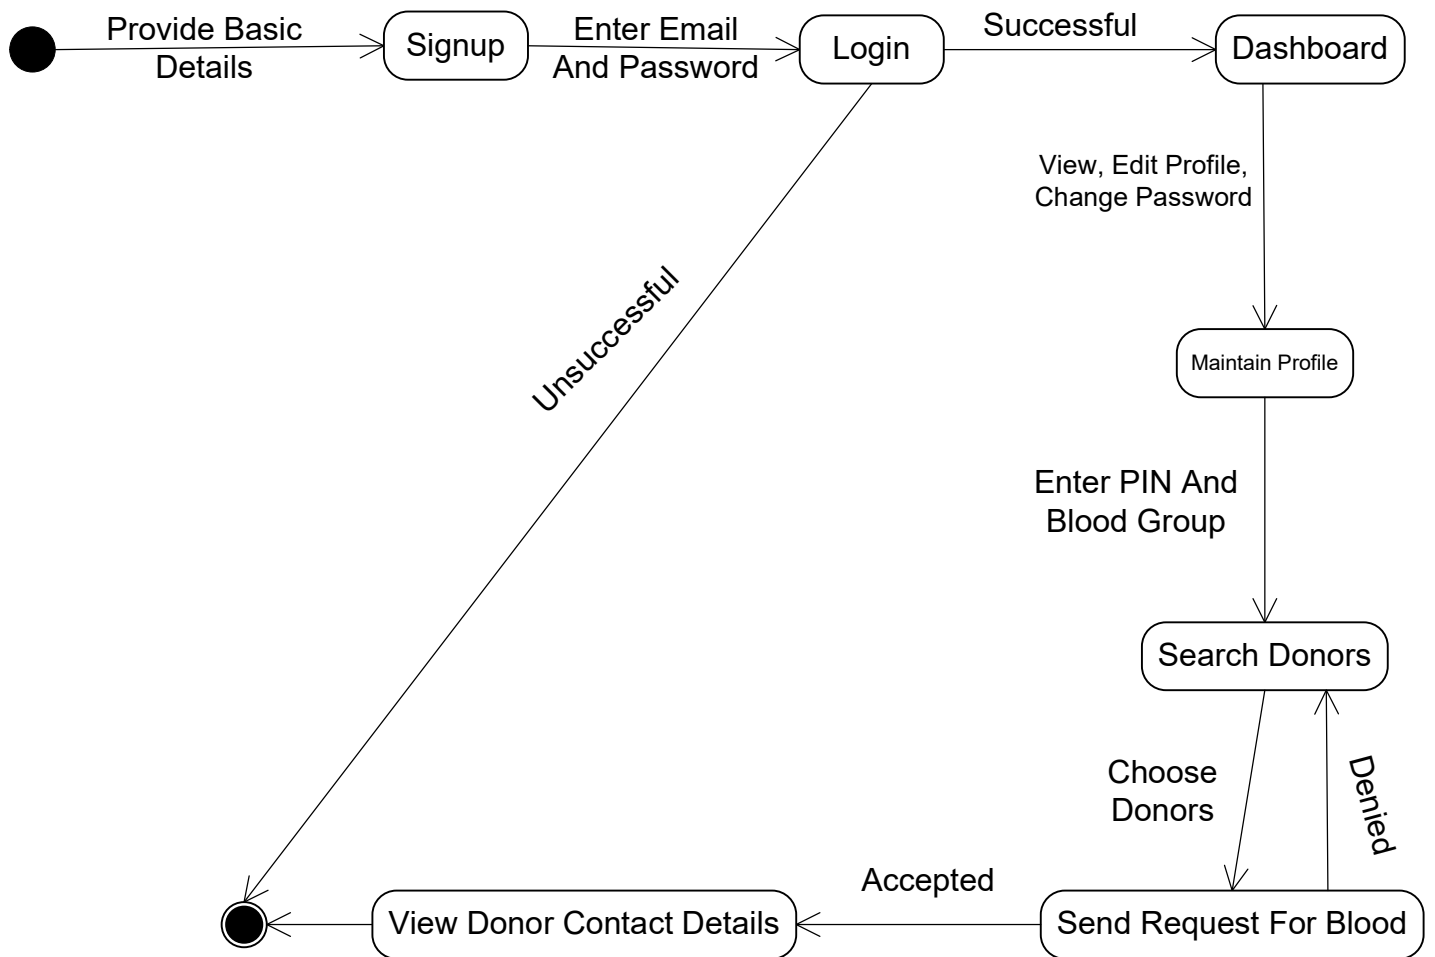 Provide Basic
Details
Signup
Enter Email
And Password
Login
Successful
Dashboard
View, Edit Profile,
Change Password
Unsuccessful
Maintain Profile
Enter PIN And
Blood Group
Search Donors
Choose
Donors
Denied
Accepted
View Donor Contact Details
Send Request For Blood